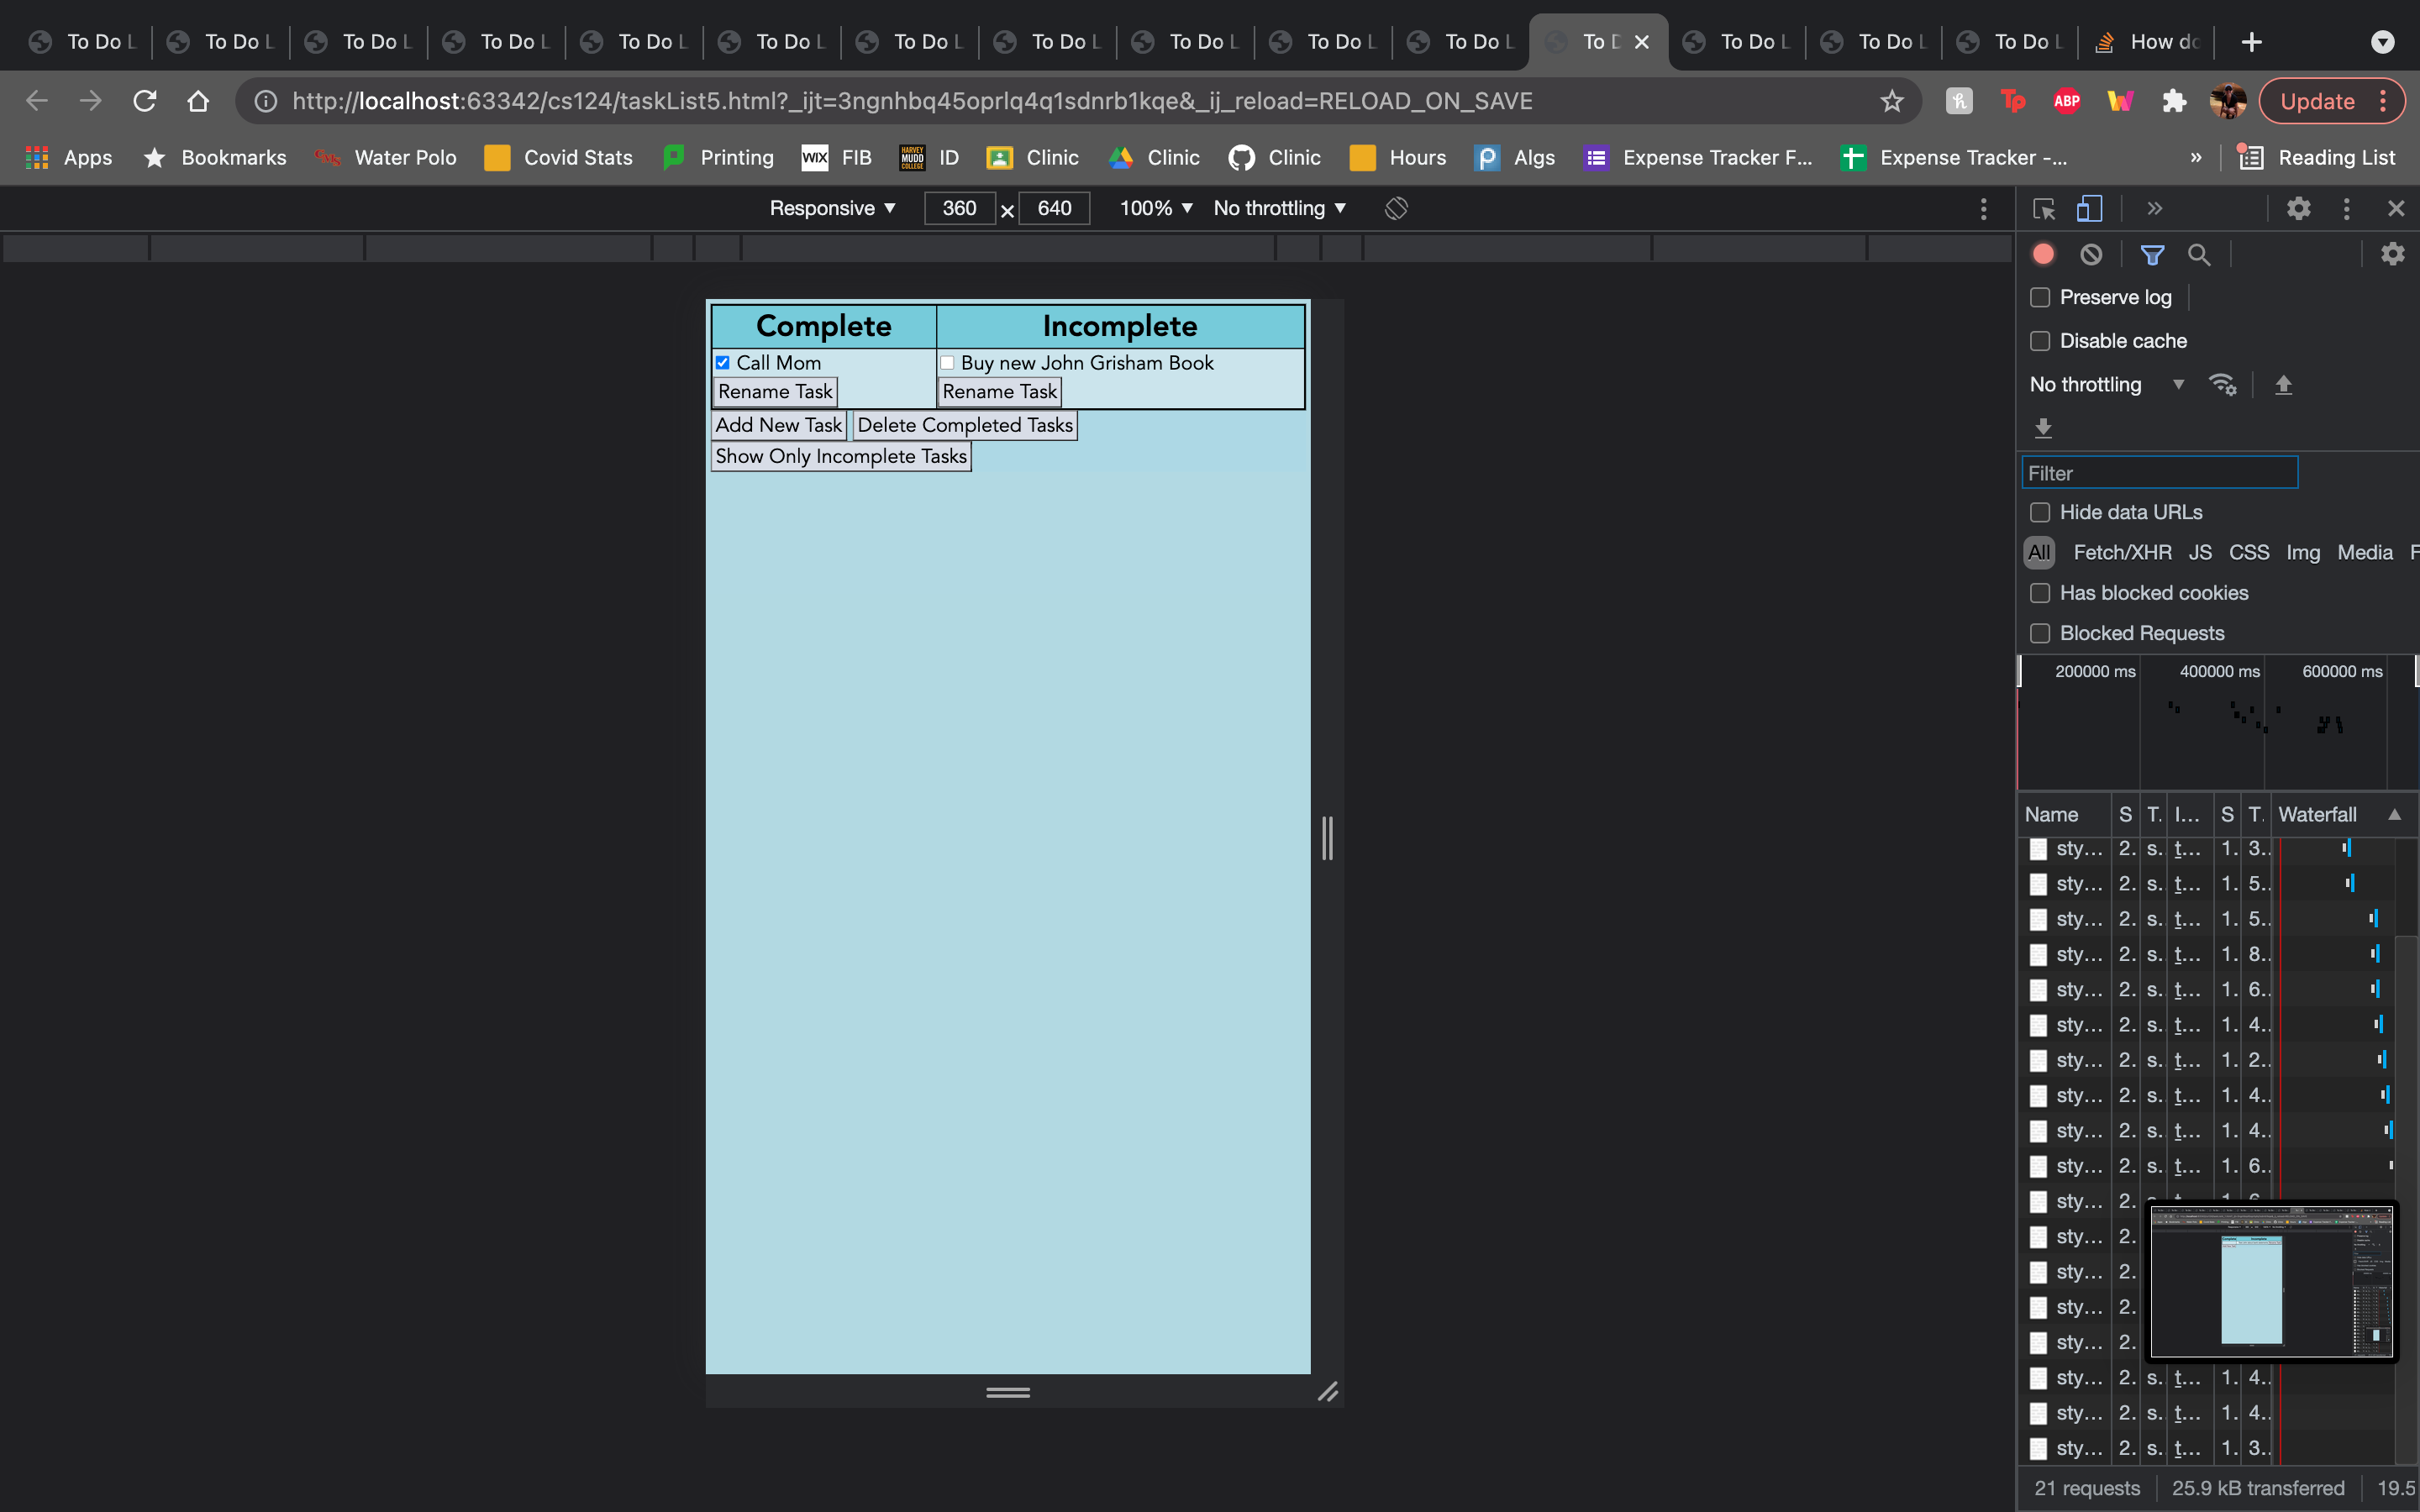 To Do L To Do L To Do L To Do L To Do L To Do L To Do L To Do L To Do L To Do L To Do L To D To Do L To Do L To Do L How do
http://localhost:63342/cs124/taskList5.html?_ijt=3ngnhbq45oprlq4q1sdnrb1kqe&_ij_reload=RELOAD_ON_SAVE Tp ABP Update
Apps Bookmarks Water Polo Covid Stats Printing WIX FIB HARVEY MUDD COLLEGE ID Clinic Clinic Clinic Hours Algs Expense Tracker F... Expense Tracker -... » Reading List
Responsive 360 × 640 100% No throttling
Preserve log
Disable cache
No throttling
Filter
Hide data URLs
All Fetch/XHR JS CSS Img Media F
Has blocked cookies
Blocked Requests
200000 ms 400000 ms 600000 ms
Name S T. I... S T. Waterfall
sty... 2. s. t... 1. 3..
sty... 2. s. t... 1. 5..
sty... 2. s. t... 1. 5..
sty... 2. s. t... 1. 8..
sty... 2. s. t... 1. 6..
sty... 2. s. t... 1. 4..
sty... 2. s. t... 1. 2..
sty... 2. s. t... 1. 4..
sty... 2. s. t... 1. 4..
sty... 2. s. t... 1. 6..
sty... 2.
sty... 2.
sty... 2.
sty... 2.
sty... 2.
sty... 2. s. t... 1. 4..
sty... 2. s. t... 1. 4..
sty... 2. s. t... 1. 3..
21 requests 25.9 kB transferred 19.5
Complete Incomplete
Call Mom Buy new John Grisham Book
Rename Task Rename Task
Add New Task Delete Completed Tasks
Show Only Incomplete Tasks